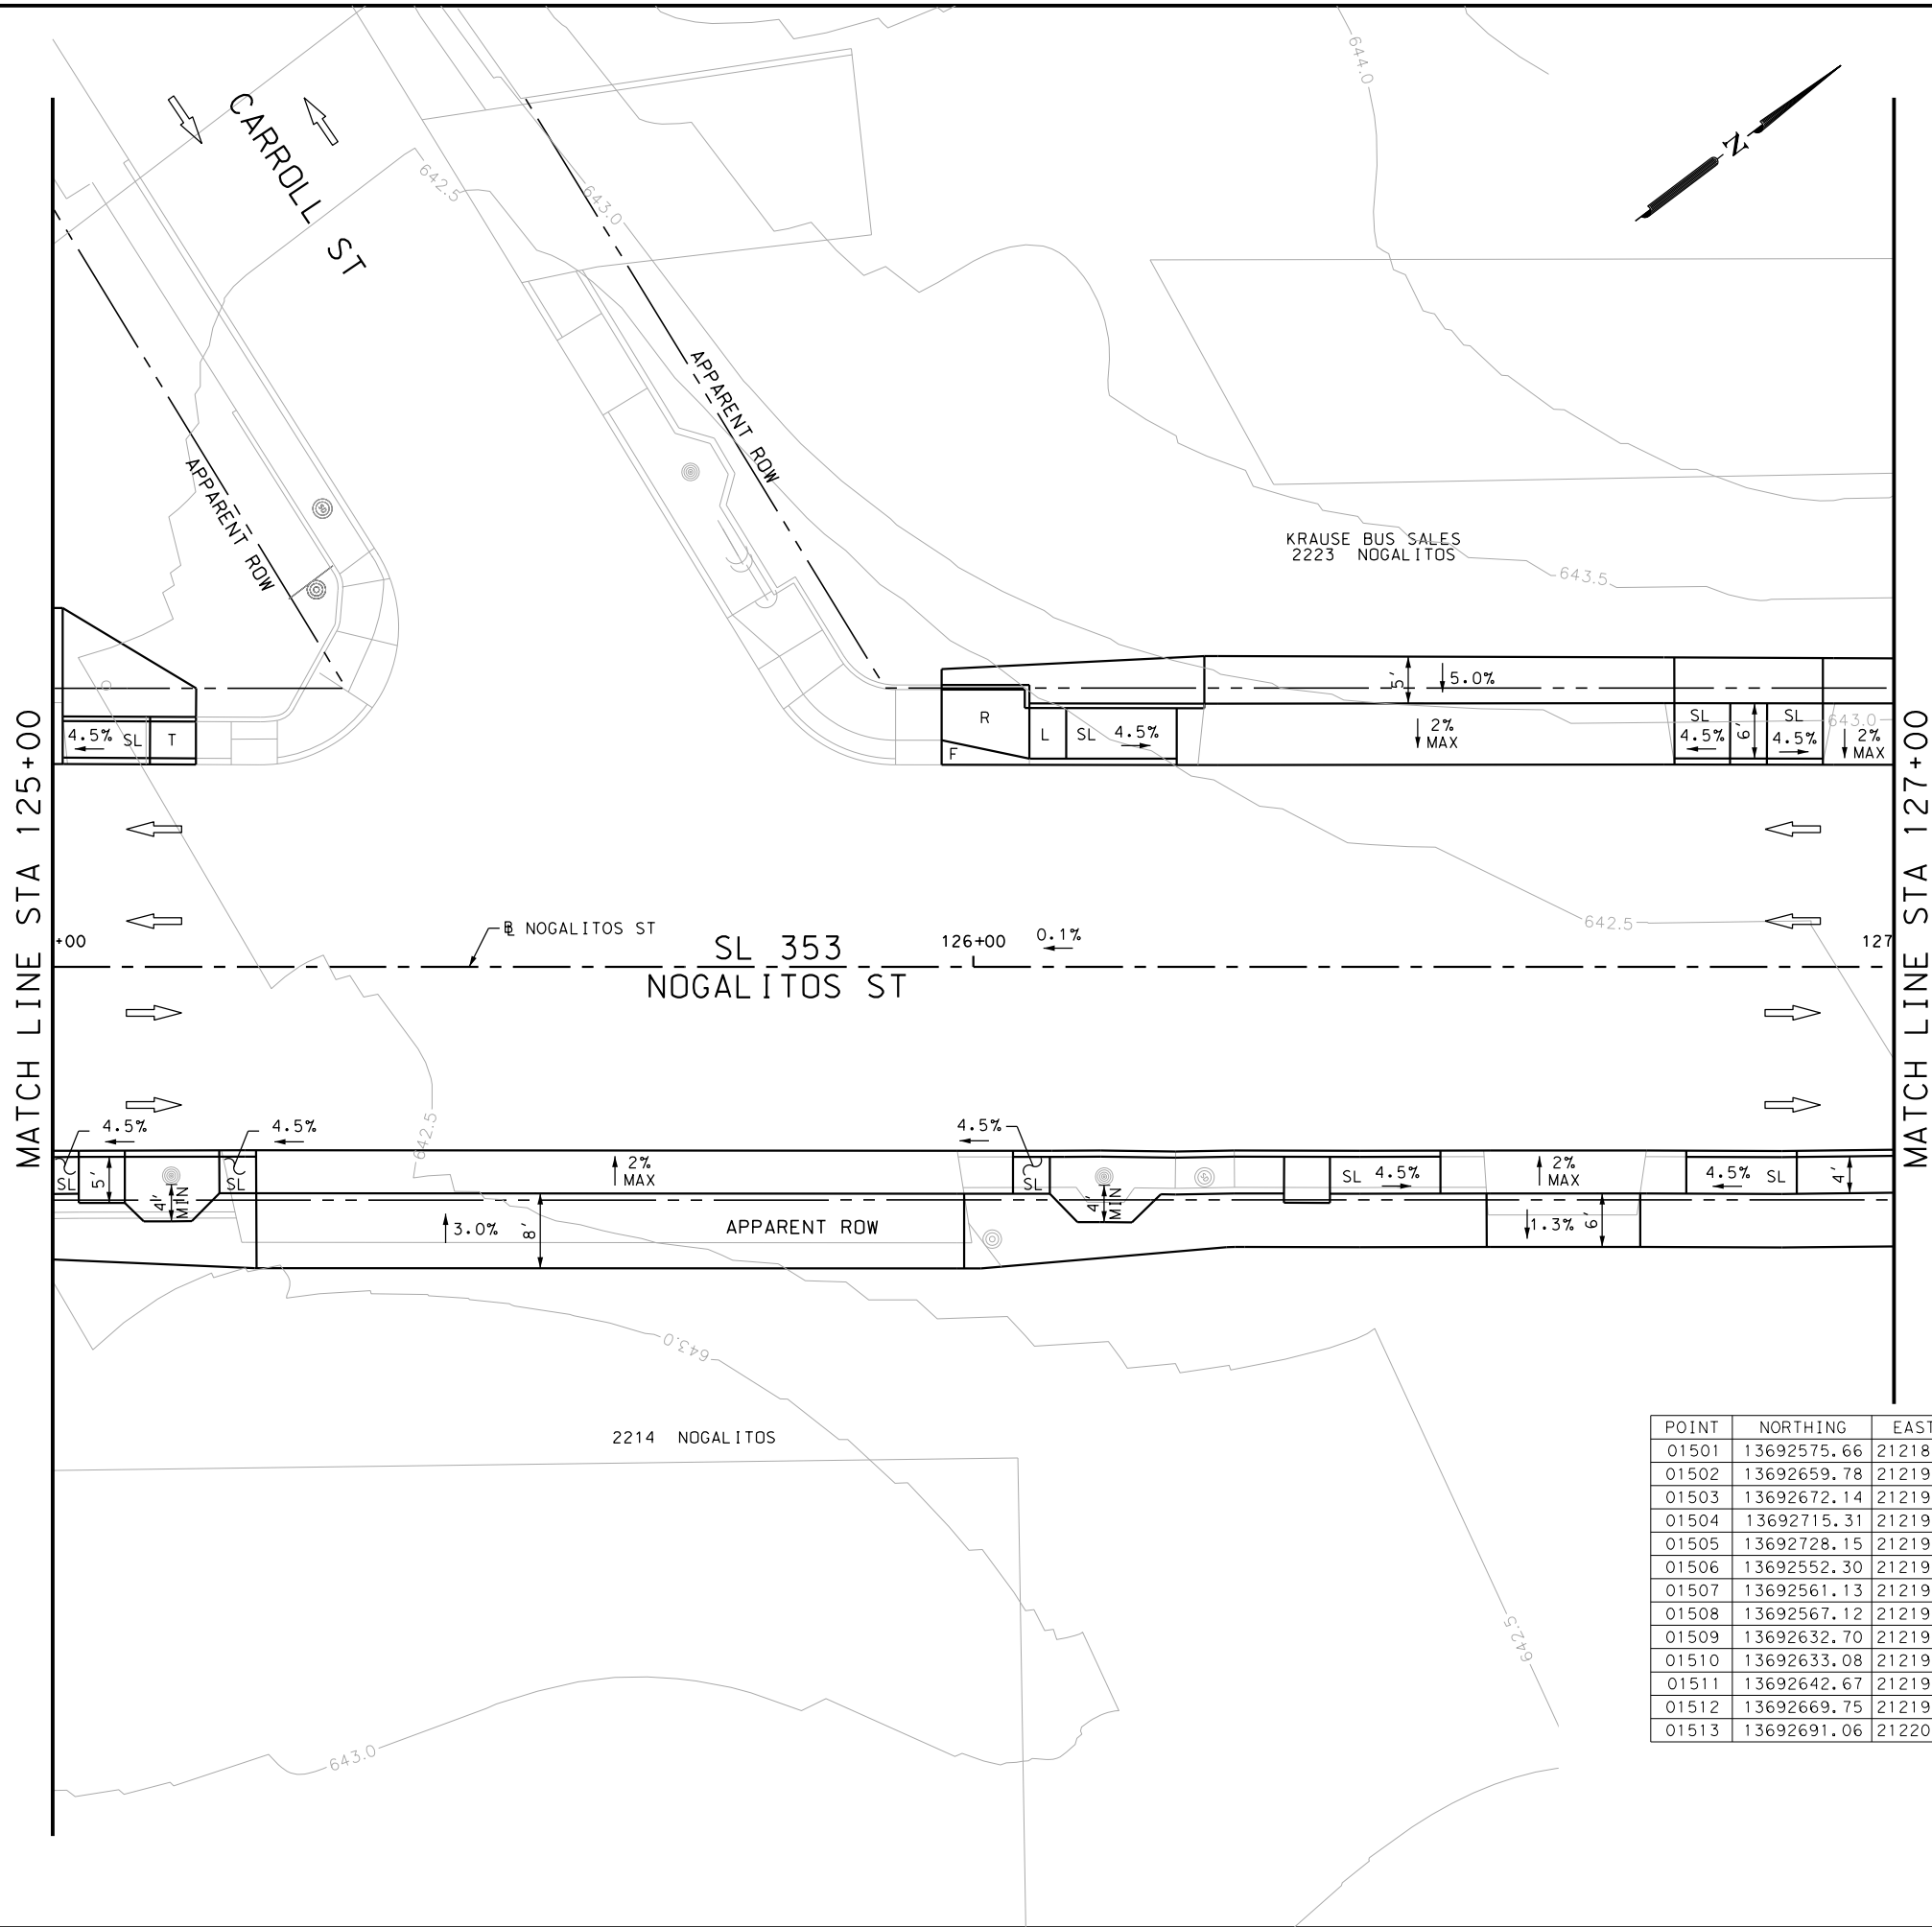 644.0
N
CARROLL ST
642.5
643.0
APPARENT ROW
APPARENT ROW
KRAUSE BUS SALES
2223 NOGALITOS
643.5
5'
5.0%
4.5% SL T
R
F
L SL 4.5%
2%
MAX
SL
4.5%
6'
SL
4.5%
643.0
2%
MAX
MATCH LINE STA 125+00
MATCH LINE STA 127+00
+00
B NOGALITOS ST
SL 353
NOGALITOS ST
126+00
0.1%
642.5
127
4.5%
4.5%
642.5
4.5%
SL
5'
4'
MIN
SL
2%
MAX
SL
4'
MIN
SL 4.5%
2%
MAX
4.5% SL
4'
3.0%
8'
APPARENT ROW
1.3%
6'
643.0
2214 NOGALITOS
642.5
643.0
POINT NORTHING EAST
01501 13692575.66 21218
01502 13692659.78 21219
01503 13692672.14 21219
01504 13692715.31 21219
01505 13692728.15 21219
01506 13692552.30 21219
01507 13692561.13 21219
01508 13692567.12 21219
01509 13692632.70 21219
01510 13692633.08 21219
01511 13692642.67 21219
01512 13692669.75 21219
01513 13692691.06 21220